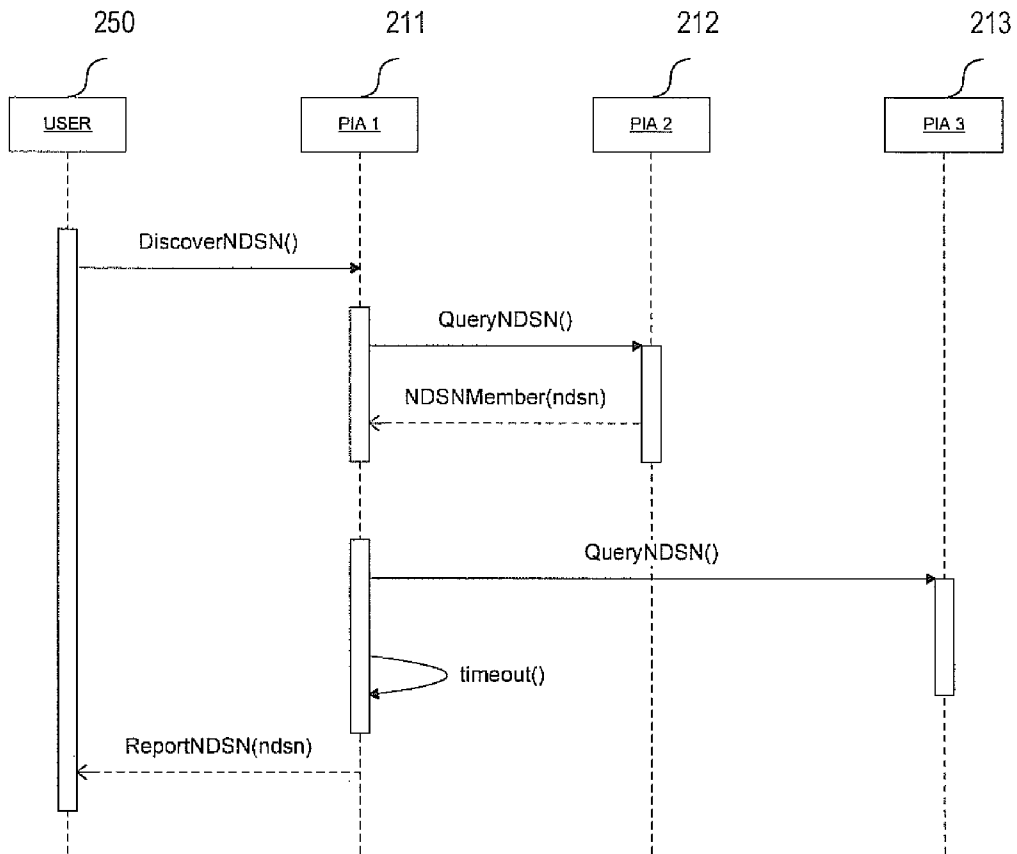 250 211 212 213
USER PIA 1 PIA 2 PIA 3
DiscoverNDSN()
QueryNDSN()
NDSNMember(ndsn)
QueryNDSN()
timeout()
ReportNDSN(ndsn)